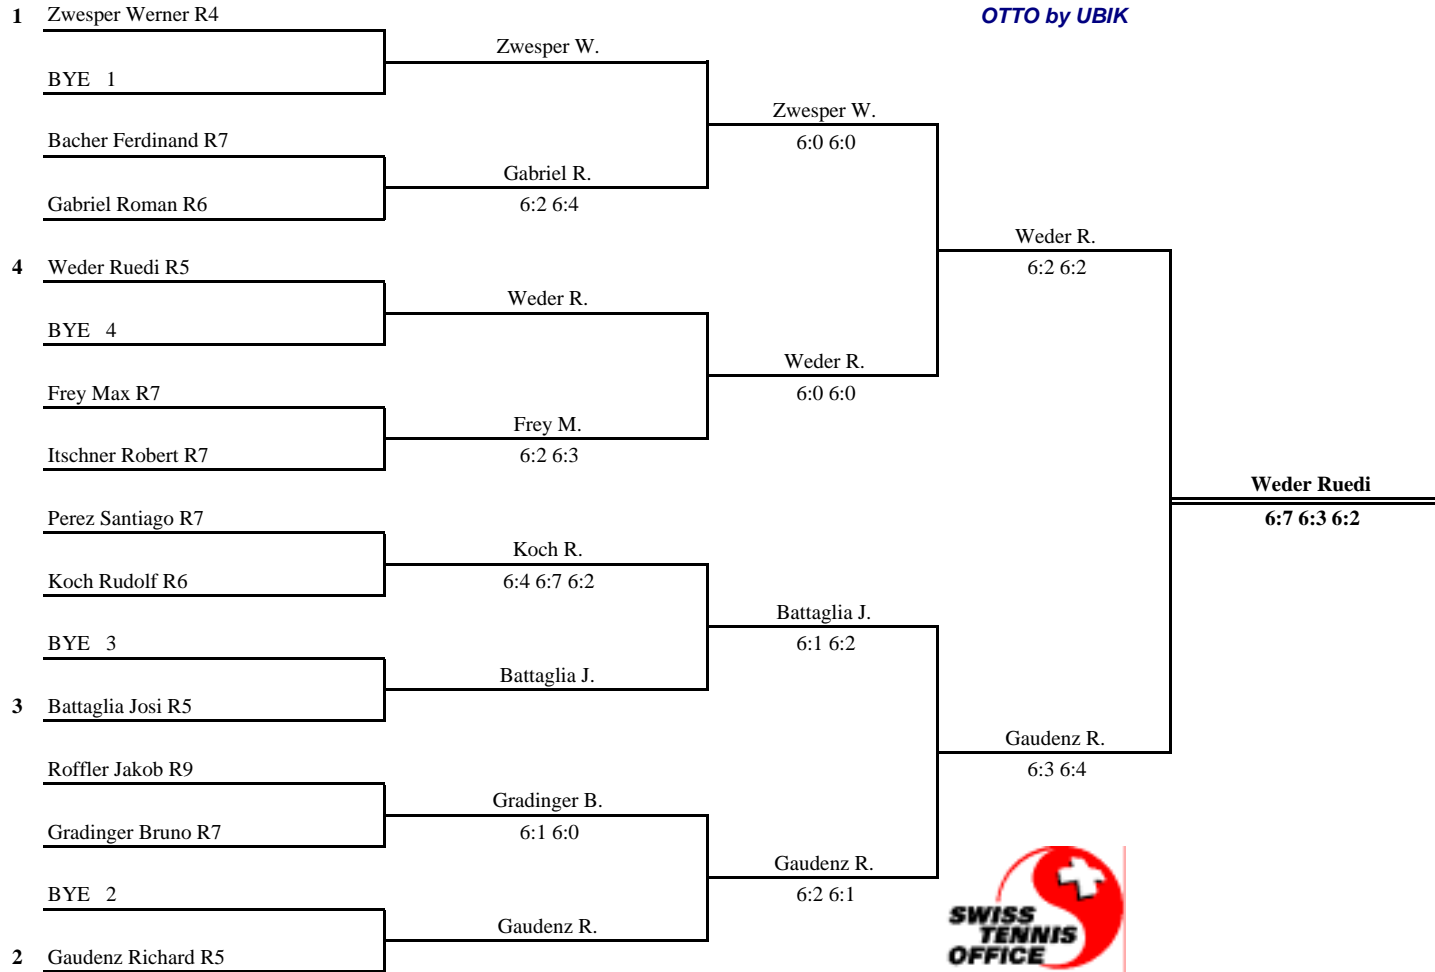 1 Zwesper Werner R4
OTTO by UBIK
Zwesper W.
BYE 1
Zwesper W.
Bacher Ferdinand R7
6:0 6:0
Gabriel R.
Gabriel Roman R6
6:2 6:4
Weder R.
4 Weder Ruedi R5
6:2 6:2
Weder R.
BYE 4
Weder R.
Frey Max R7
6:0 6:0
Frey M.
Itschner Robert R7
6:2 6:3
Weder Ruedi
Perez Santiago R7
6:7 6:3 6:2
Koch R.
Koch Rudolf R6
6:4 6:7 6:2
Battaglia J.
BYE 3
6:1 6:2
Battaglia J.
3 Battaglia Josi R5
Gaudenz R.
Roffler Jakob R9
6:3 6:4
Gradinger B.
Gradinger Bruno R7
6:1 6:0
Gaudenz R.
BYE 2
6:2 6:1
Gaudenz R.
2 Gaudenz Richard R5
SWISS
TENNIS
OFFICE